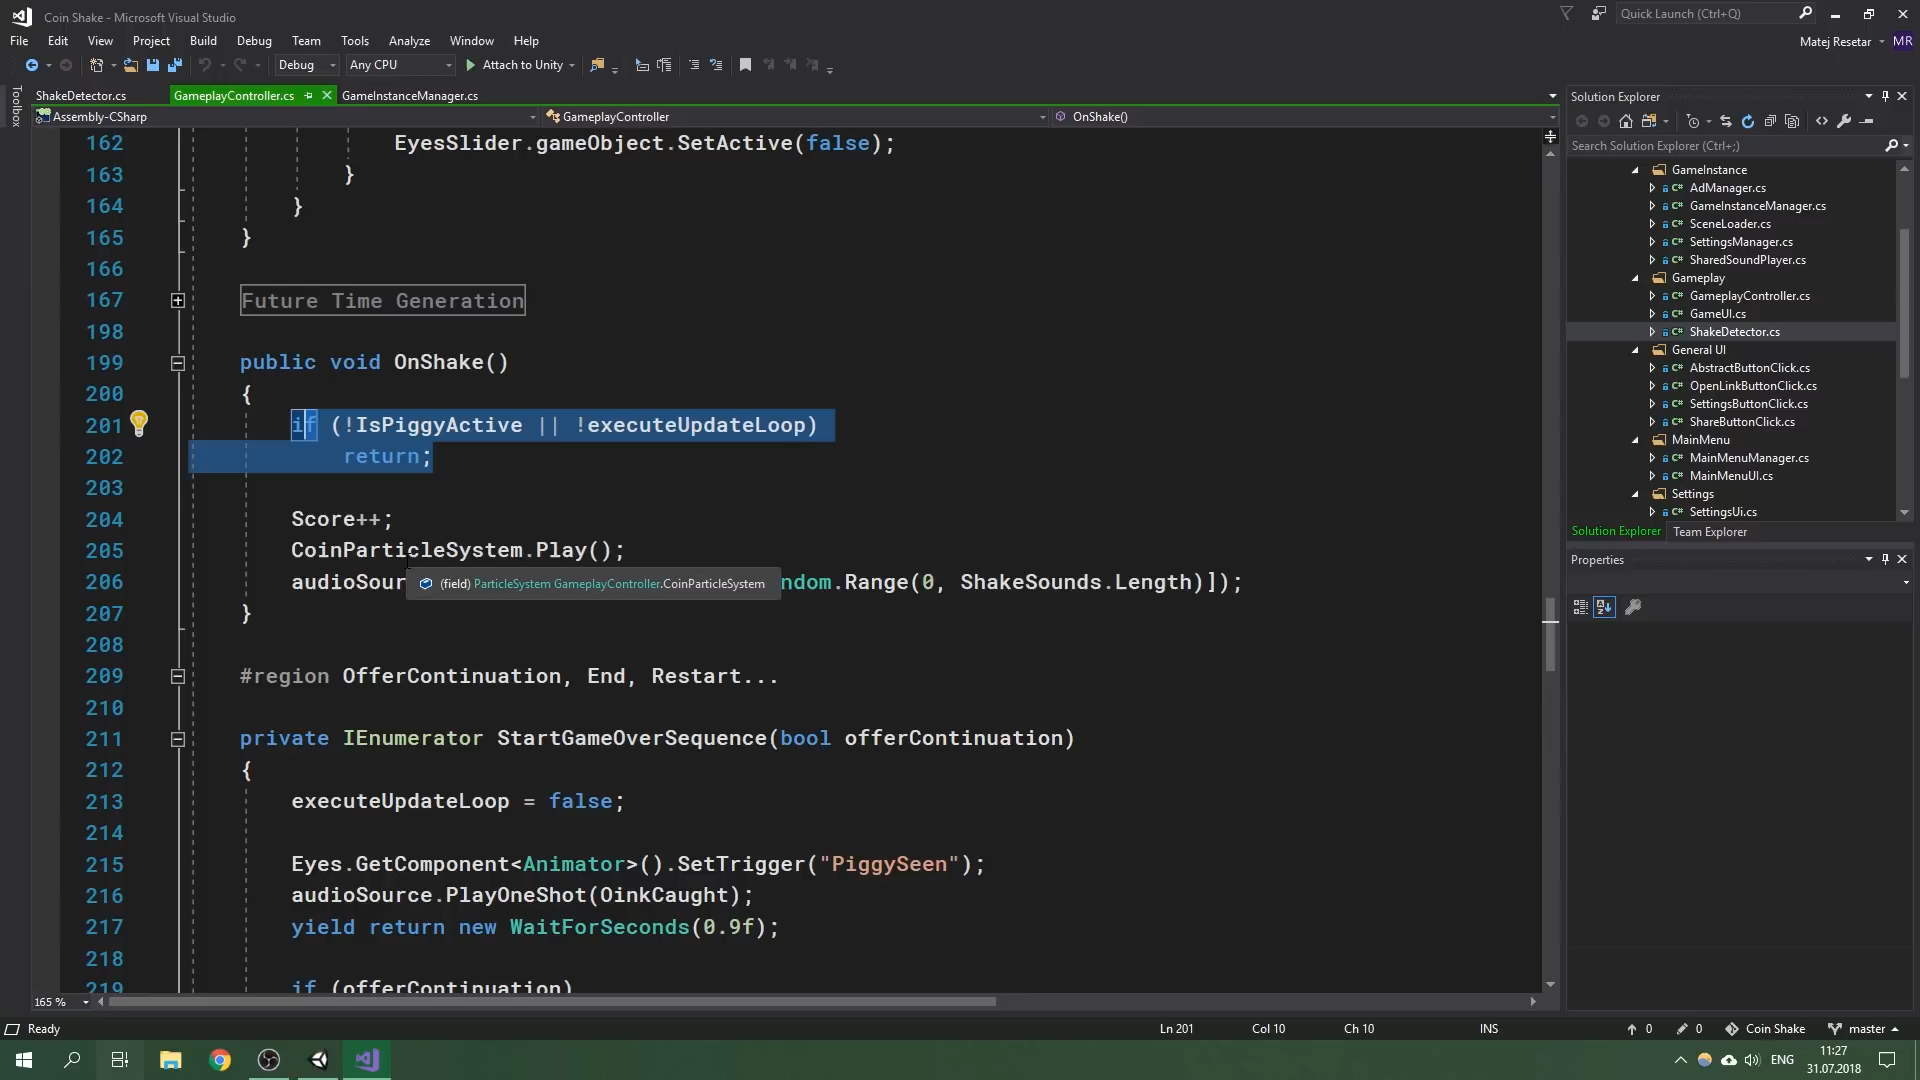 Coin Shake - Microsoft Visual Studio
Quick Launch (Ctrl+Q)
File Edit View Project Build Debug Team Tools Analyze Window Help
Matej Resetar MR
Debug Any CPU Attach to Unity
Toolbox
ShakeDetector.cs GameplayController.cs GameInstanceManager.cs
Assembly-CSharp GameplayController OnShake()
162 EyesSlider.gameObject.SetActive(false);
163 }
164 }
165 }
166
167 Future Time Generation
198
199 public void OnShake()
200 {
201 if (!IsPiggyActive || !executeUpdateLoop)
202 return;
203
204 Score++;
205 CoinParticleSystem.Play();
206 audioSour (field) ParticleSystem GameplayController.CoinParticleSystem ndom.Range(0, ShakeSounds.Length)]);
207 }
208
209 #region OfferContinuation, End, Restart...
210
211 private IEnumerator StartGameOverSequence(bool offerContinuation)
212 {
213 executeUpdateLoop = false;
214
215 Eyes.GetComponent<Animator>().SetTrigger("PiggySeen");
216 audioSource.PlayOneShot(OinkCaught);
217 yield return new WaitForSeconds(0.9f);
218
219 if (offerContinuation)
165 %
Solution Explorer
Search Solution Explorer (Ctrl+;)
GameInstance
C# AdManager.cs
C# GameInstanceManager.cs
C# SceneLoader.cs
C# SettingsManager.cs
C# SharedSoundPlayer.cs
Gameplay
C# GameplayController.cs
C# GameUI.cs
C# ShakeDetector.cs
General UI
C# AbstractButtonClick.cs
C# OpenLinkButtonClick.cs
C# SettingsButtonClick.cs
C# ShareButtonClick.cs
MainMenu
C# MainMenuManager.cs
C# MainMenuUI.cs
Settings
C# SettingsUi.cs
Solution Explorer Team Explorer
Properties
Ready Ln 201 Col 10 Ch 10 INS 0 0 Coin Shake master
ENG 11:27
31.07.2018